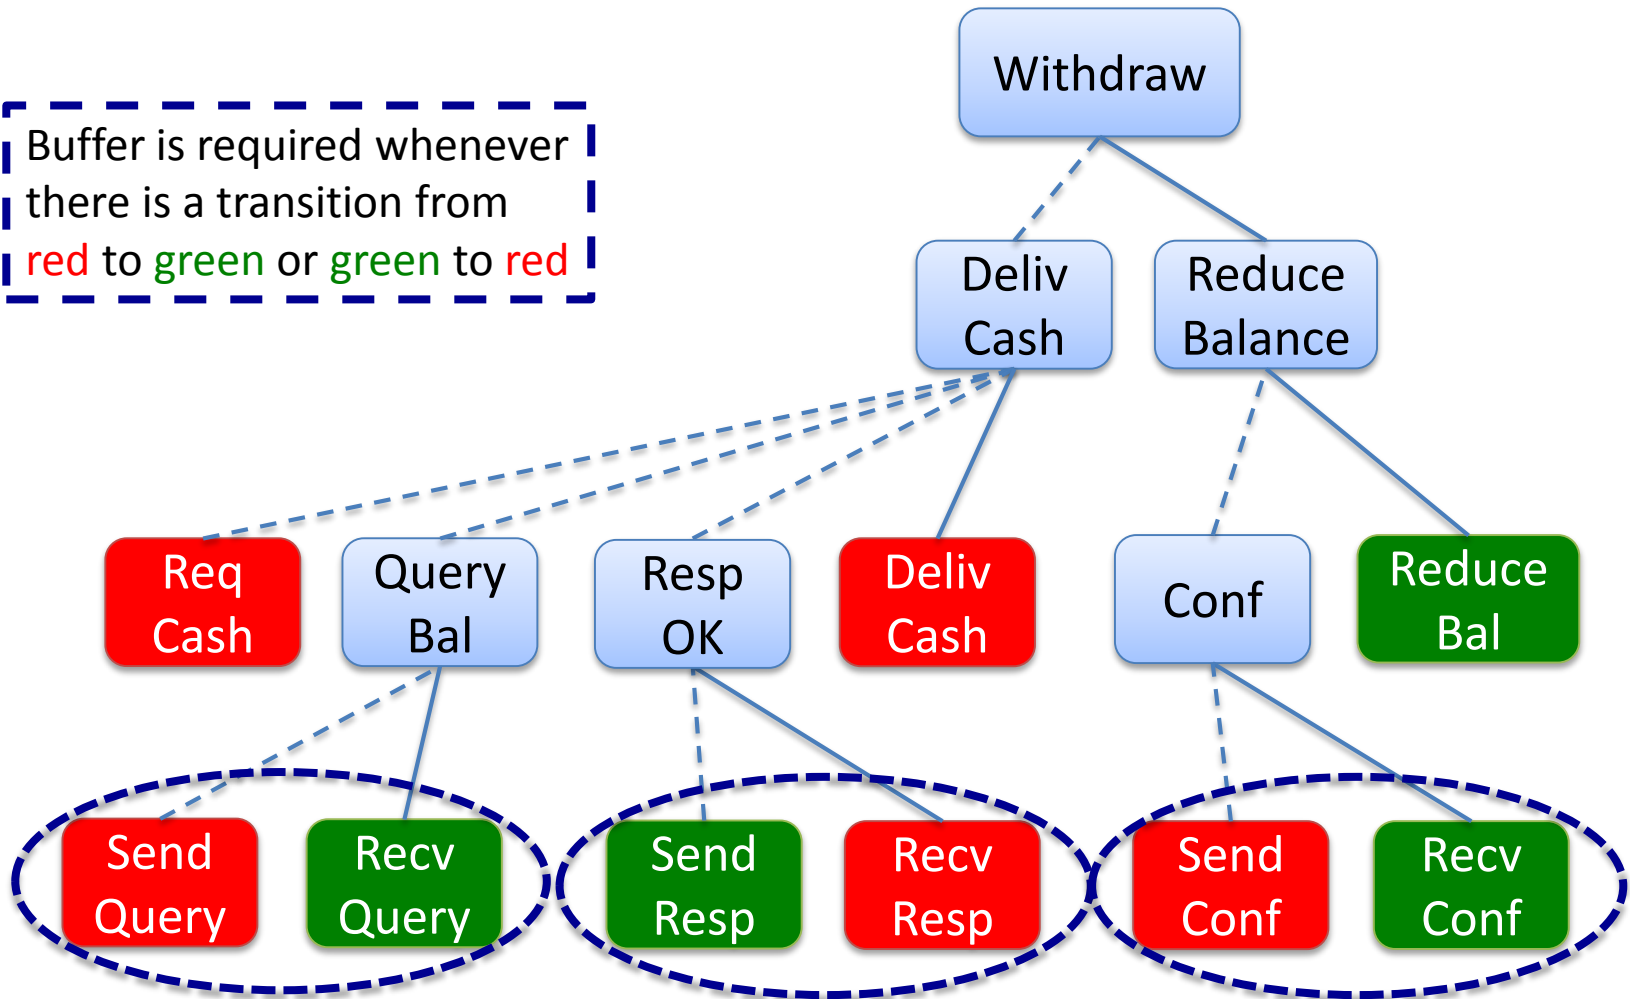 Withdraw
Buffer is required whenever
there is a transition from
red to green or green to red
Deliv
Cash
Reduce
Balance
Req
Cash
Query
Bal
Resp
OK
Deliv
Cash
Conf
Reduce
Bal
Send
Query
Recv
Query
Send
Resp
Recv
Resp
Send
Conf
Recv
Conf